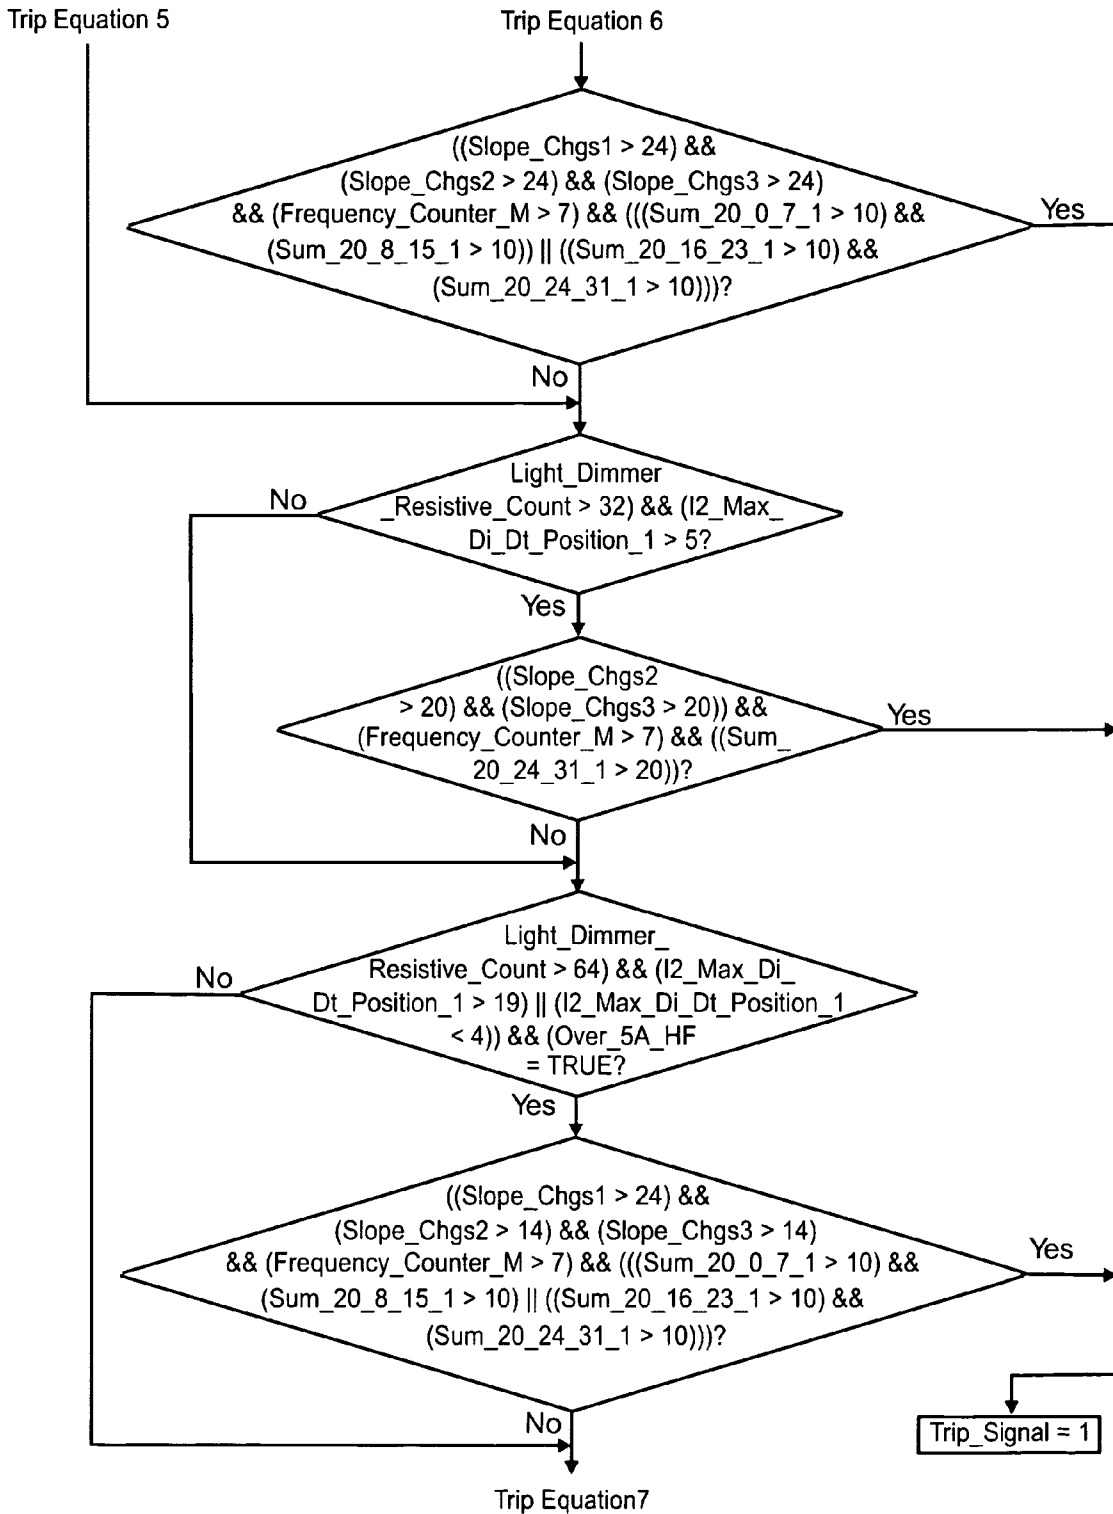 Trip Equation 5
Trip Equation 6
((Slope_Chgs1 > 24) &&
(Slope_Chgs2 > 24) && (Slope_Chgs3 > 24)
&& (Frequency_Counter_M > 7) && (((Sum_20_0_7_1 > 10) &&
(Sum_20_8_15_1 > 10)) || ((Sum_20_16_23_1 > 10) &&
(Sum_20_24_31_1 > 10)))?
Yes
No
Light_Dimmer
_Resistive_Count > 32) && (I2_Max_
Di_Dt_Position_1 > 5?
No
Yes
((Slope_Chgs2
> 20) && (Slope_Chgs3 > 20)) &&
(Frequency_Counter_M > 7) && ((Sum_
20_24_31_1 > 20))?
Yes
No
Light_Dimmer_
Resistive_Count > 64) && (I2_Max_Di_
Dt_Position_1 > 19) || (I2_Max_Di_Dt_Position_1
< 4)) && (Over_5A_HF
= TRUE?
No
Yes
((Slope_Chgs1 > 24) &&
(Slope_Chgs2 > 14) && (Slope_Chgs3 > 14)
&& (Frequency_Counter_M > 7) && (((Sum_20_0_7_1 > 10) &&
(Sum_20_8_15_1 > 10) || ((Sum_20_16_23_1 > 10) &&
(Sum_20_24_31_1 > 10)))?
Yes
No
Trip_Signal = 1
Trip Equation7